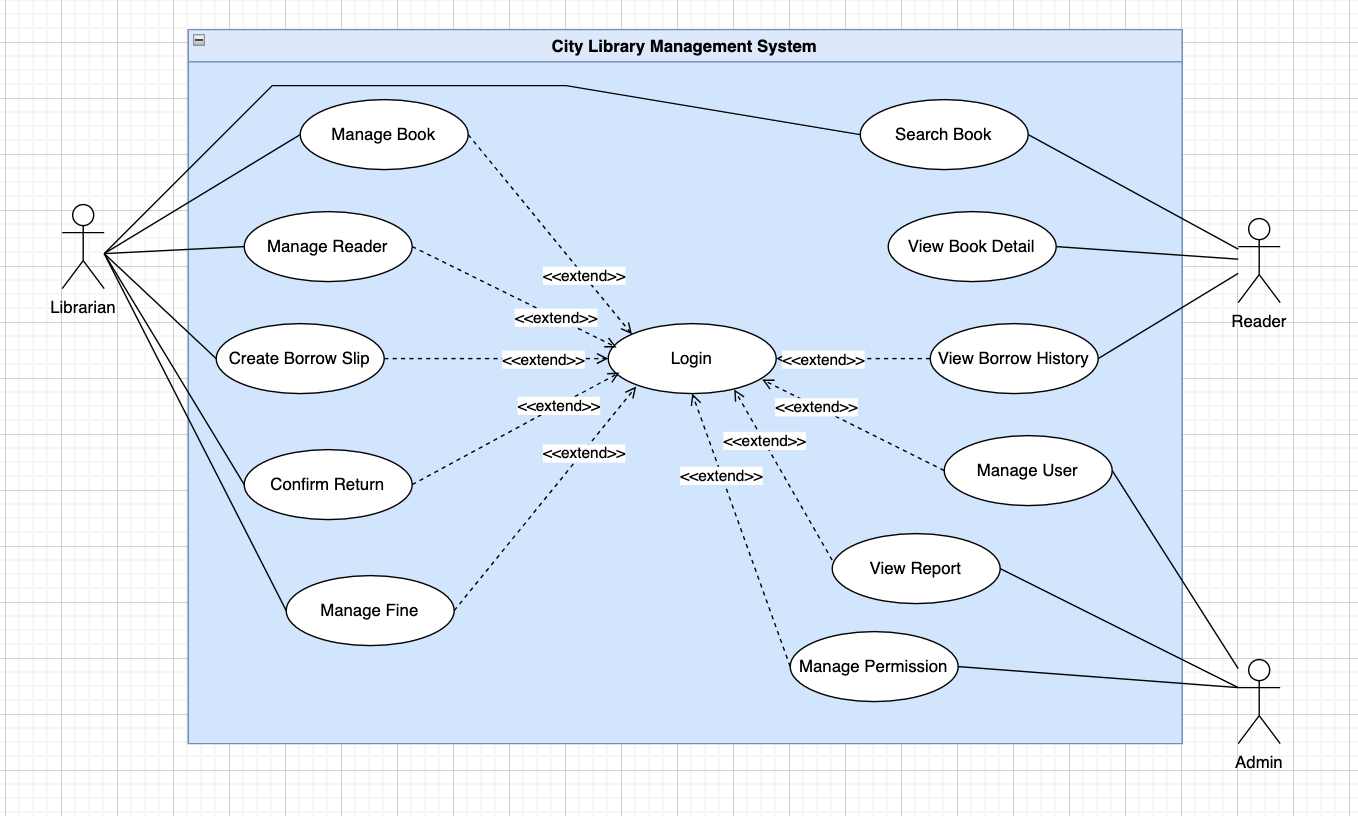 City Library Management System
Manage Book
Search Book
Manage Reader
View Book Detail
<<extend>>
Librarian
<<extend>>
Reader
Create Borrow Slip
<<extend>>
Login
<<extend>>
View Borrow History
<<extend>>
<<extend>>
<<extend>>
<<extend>>
Manage User
<<extend>>
Confirm Return
View Report
Manage Fine
Manage Permission
Admin